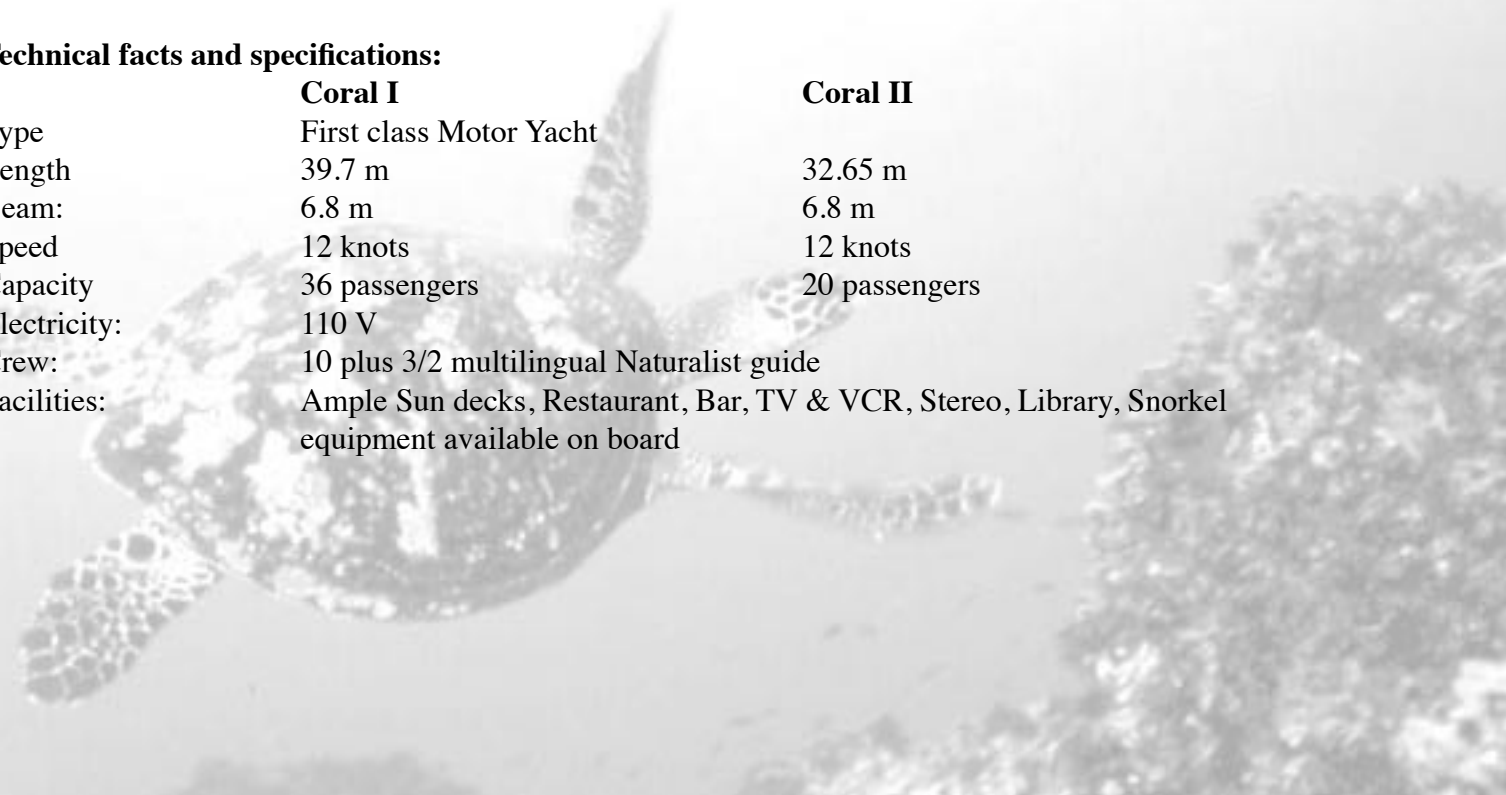 echnical facts and specifications:
Coral I Coral II
ype First class Motor Yacht
ength 39.7 m 32.65 m
eam: 6.8 m 6.8 m
peed 12 knots 12 knots
apacity 36 passengers 20 passengers
lectricity: 110 V
rew: 10 plus 3/2 multilingual Naturalist guide
acilities: Ample Sun decks, Restaurant, Bar, TV & VCR, Stereo, Library, Snorkel
equipment available on board